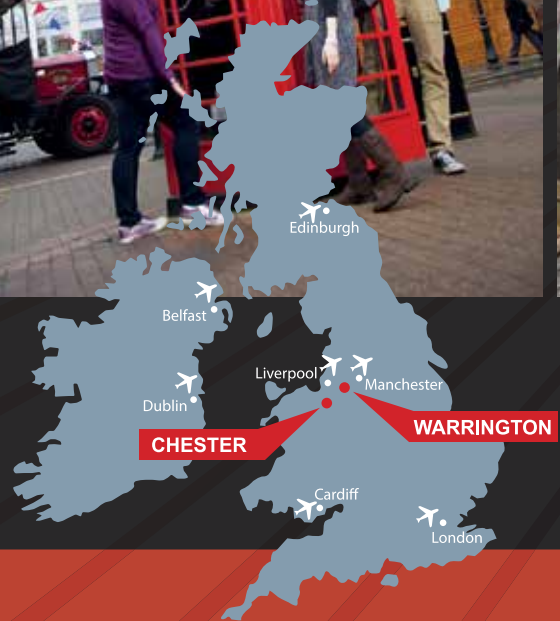 Edinburgh
Belfast
Liverpool
Manchester
Dublin
CHESTER
WARRINGTON
Cardiff
London